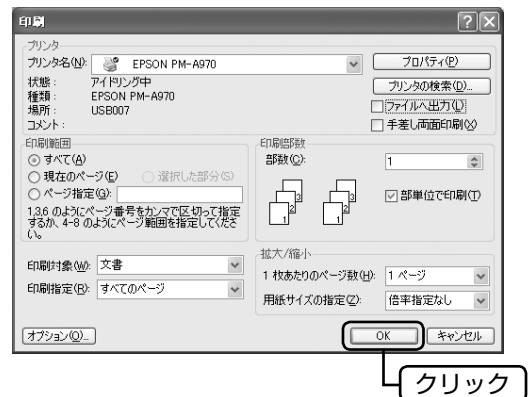 印刷
プリンタ
プリンタ名(N): EPSON PM-A970
プロパティ(P)
状態: アイドリング中
プリンタの検索(D)...
種類: EPSON PM-A970
場所: USB007
ファイルへ出力(L)
コメント:
手差し両面印刷(X)
印刷範囲
すべて(A)
現在のページ(E) 選択した部分(S)
ページ指定(G):
1,3,6 のようにページ番号をカンマで区切って指定
するか、4-8 のようにページ範囲を指定してくださ
い。
印刷部数
部数(C): 1
部単位で印刷(T)
3 3
2 2
1 1
印刷対象(W): 文書
印刷指定(R): すべてのページ
拡大/縮小
1 枚あたりのページ数(H): 1 ページ
用紙サイズの指定(Z): 倍率指定なし
オプション(O)...
OK キャンセル
クリック